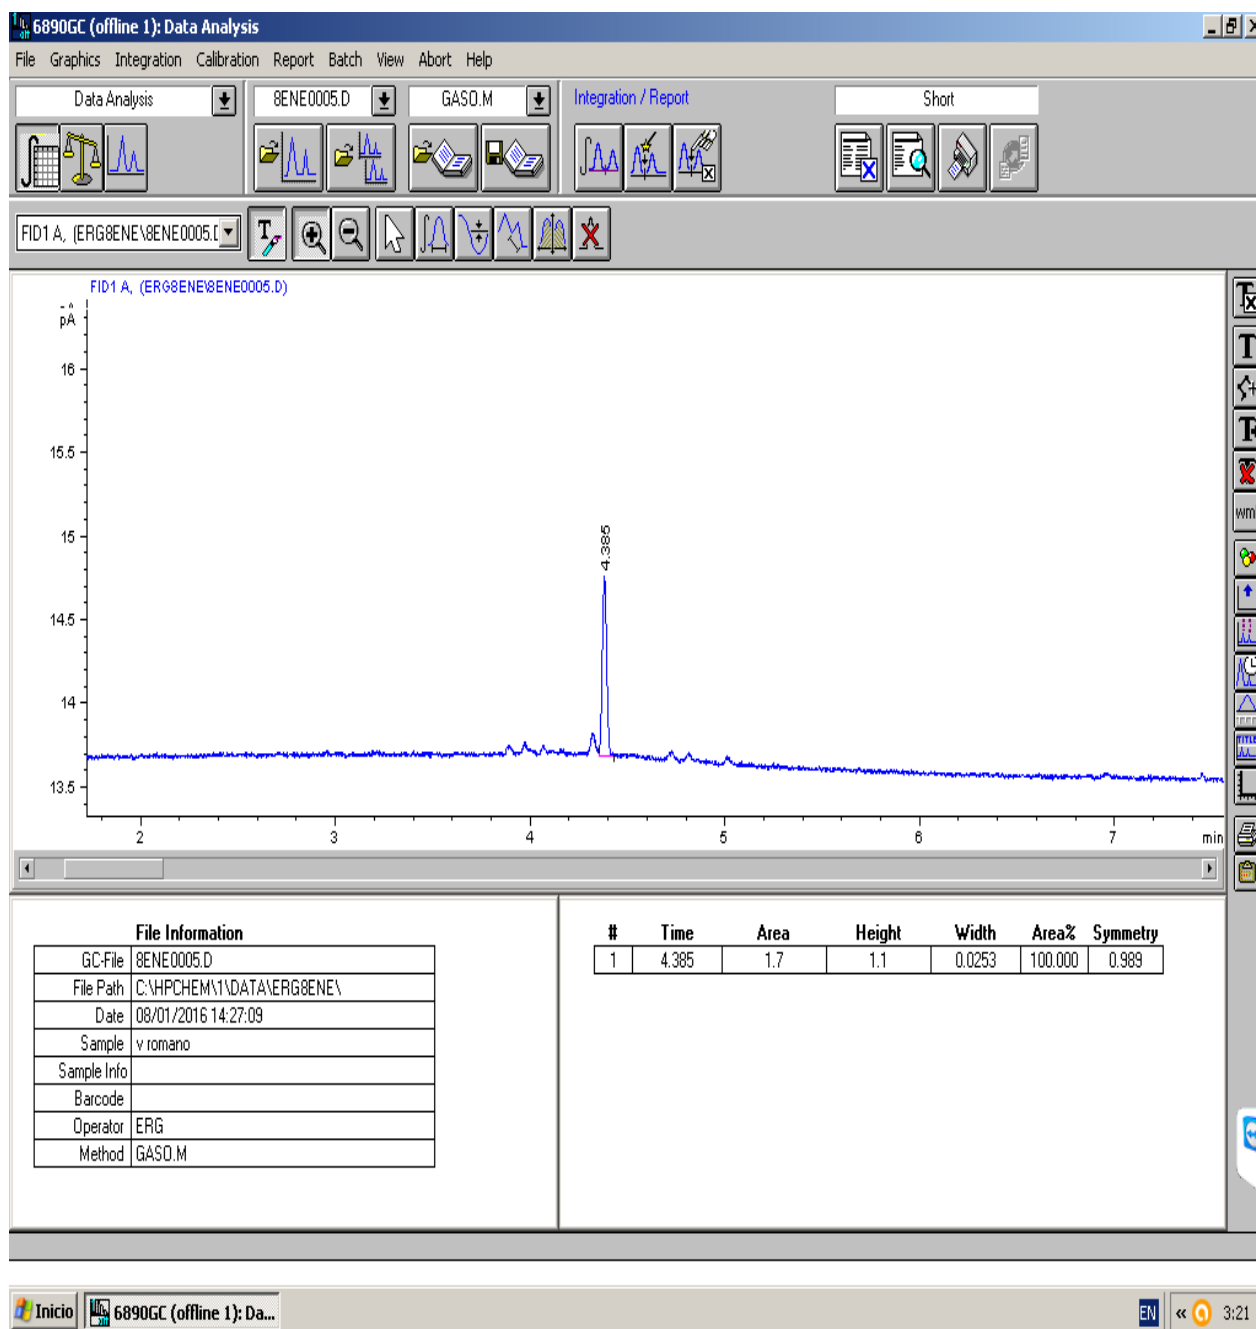 6890GC (offline 1): Data Analysis
File Graphics Integration Calibration Report Batch View Abort Help
Data Analysis 8ENE0005.D GASO.M Integration / Report Short
FID1 A, (ERG8ENE\8ENE0005.D
FID1 A, (ERG8ENE\8ENE0005.D)
pA
16
15.5
15
14.5
14
13.5
4.385
2 3 4 5 6 7 min
T
T
T
wm
TITLE
File Information
GC-File 8ENE0005.D
File Path C:\HPCHEM\1\DATA\ERG8ENE\
Date 08/01/2016 14:27:09
Sample v romano
Sample Info
Barcode
Operator ERG
Method GASO.M
# Time Area Height Width Area% Symmetry
1 4.385 1.7 1.1 0.0253 100.000 0.989
Inicio 6890GC (offline 1): Da... EN « 3:21